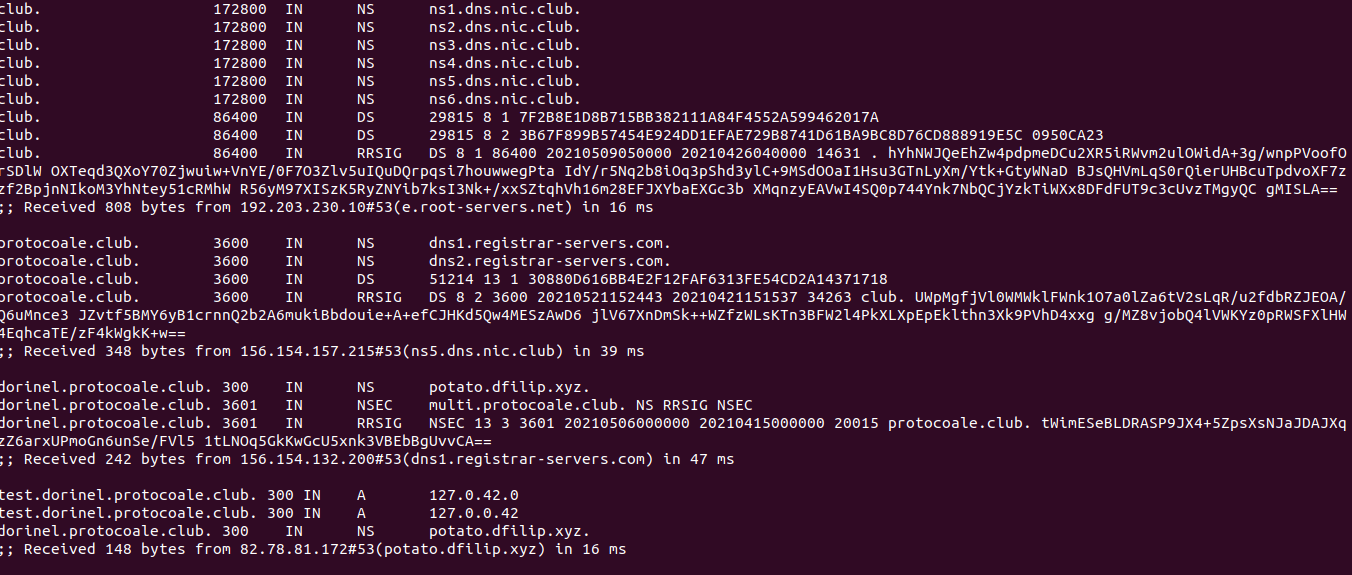 club. 172800 IN NS ns1.dns.nic.club.
club. 172800 IN NS ns2.dns.nic.club.
club. 172800 IN NS ns3.dns.nic.club.
club. 172800 IN NS ns4.dns.nic.club.
club. 172800 IN NS ns5.dns.nic.club.
club. 172800 IN NS ns6.dns.nic.club.
club. 86400 IN DS 29815 8 1 7F2B8E1D8B715BB382111A84F4552A599462017A
club. 86400 IN DS 29815 8 2 3B67F899B57454E924DD1EFAE729B8741D61BA9BC8D76CD888919E5C 0950CA23
club. 86400 IN RRSIG DS 8 1 86400 20210509050000 20210426040000 14631 . hYhNWJQeEhZw4pdpmeDCu2XR5iRWvm2ulOWidA+3g/wnpPVoofO
rSDlW OXTeqd3QXoY70Zjwuiw+VnYE/0F7O3Zlv5uIQuDQrpqsi7houwwegPta IdY/r5Nq2b8iOq3pShd3ylC+9MSdOOaI1Hsu3GTnLyXm/Ytk+GtyWNaD BJsQHVmLqS0rQierUHBcuTpdvoXF7z
zf2BpjnNIkoM3YhNtey51cRMhW R56yM97XISzK5RyZNYib7ksI3Nk+/xxSZtqhVh16m28EFJXYbaEXGc3b XMqnzyEAVwI4SQ0p744Ynk7NbQCjYzkTiWXx8DFdFUT9c3cUvzTMgyQC gMISLA==
;; Received 808 bytes from 192.203.230.10#53(e.root-servers.net) in 16 ms
protocoale.club. 3600 IN NS dns1.registrar-servers.com.
protocoale.club. 3600 IN NS dns2.registrar-servers.com.
protocoale.club. 3600 IN DS 51214 13 1 30880D616BB4E2F12FAF6313FE54CD2A14371718
protocoale.club. 3600 IN RRSIG DS 8 2 3600 20210521152443 20210421151537 34263 club. UWpMgfjVl0WMWklFWnk1O7a0lZa6tV2sLqR/u2fdbRZJEOA/
Q6uMnce3 JZvtf5BMY6yB1crnnQ2b2A6mukiBbdouie+A+efCJHKd5Qw4MESzAwD6 jlV67XnDmSk++WZfzWLsKTn3BFW2l4PkXLXpEpEklthn3Xk9PVhD4xxg g/MZ8vjobQ4lVWKYz0pRWSFXlHW
4EqhcaTE/zF4kWgkK+w==
;; Received 348 bytes from 156.154.157.215#53(ns5.dns.nic.club) in 39 ms
dorinel.protocoale.club. 300 IN NS potato.dfilip.xyz.
dorinel.protocoale.club. 3601 IN NSEC multi.protocoale.club. NS RRSIG NSEC
dorinel.protocoale.club. 3601 IN RRSIG NSEC 13 3 3601 20210506000000 20210415000000 20015 protocoale.club. tWimESeBLDRASP9JX4+5ZpsXsNJaJDAJXq
zZ6arxUPmoGn6unSe/FVl5 1tLNOq5GkKwGcU5xnk3VBEbBgUvvCA==
;; Received 242 bytes from 156.154.132.200#53(dns1.registrar-servers.com) in 47 ms
test.dorinel.protocoale.club. 300 IN A 127.0.42.0
test.dorinel.protocoale.club. 300 IN A 127.0.0.42
dorinel.protocoale.club. 300 IN NS potato.dfilip.xyz.
;; Received 148 bytes from 82.78.81.172#53(potato.dfilip.xyz) in 16 ms